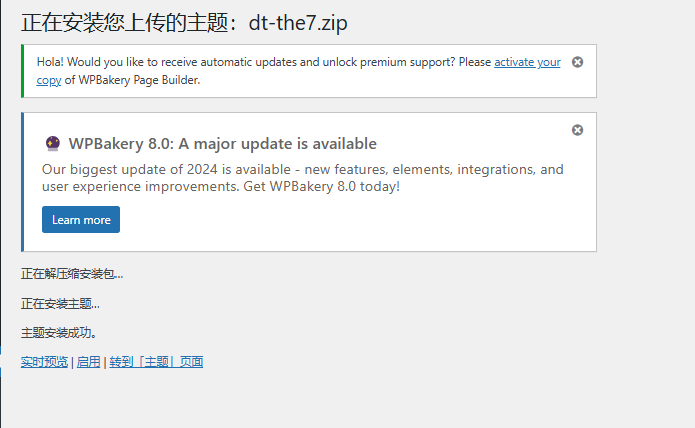 正在安装您上传的主题：dt-the7.zip
Hola! Would you like to receive automatic updates and unlock premium support? Please activate your
copy of WPBakery Page Builder.
WPBakery 8.0: A major update is available
Our biggest update of 2024 is available - new features, elements, integrations, and
user experience improvements. Get WPBakery 8.0 today!
Learn more
正在解压缩安装包…
正在安装主题…
主题安装成功。
实时预览 | 启用 | 转到「主题」页面